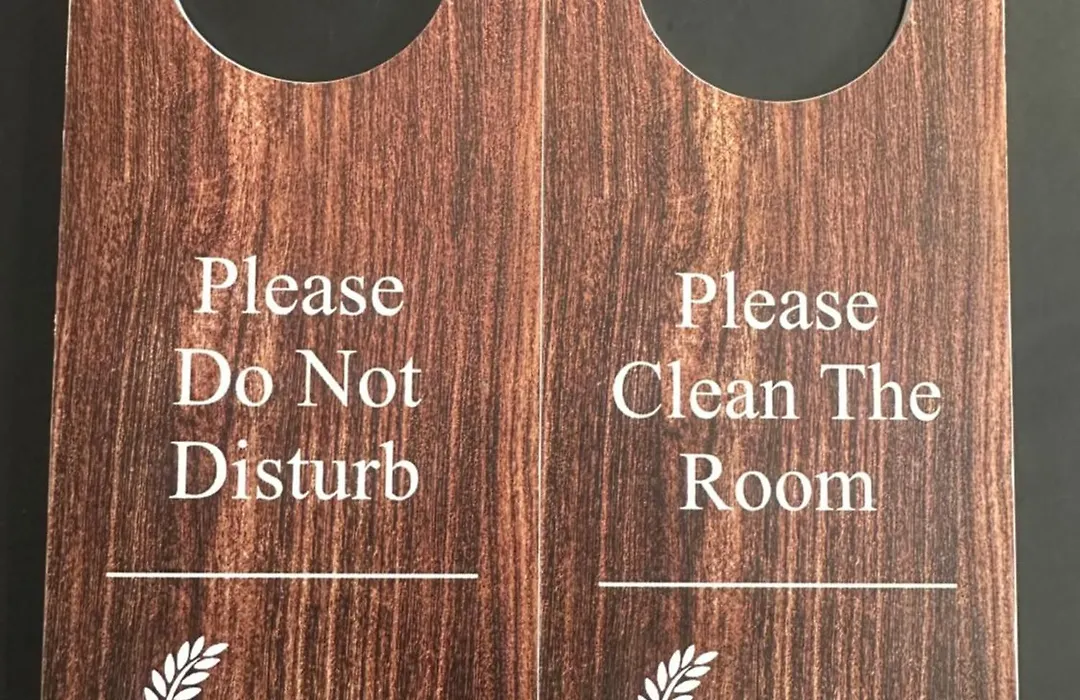 Please
Do Not
Disturb
Please
Clean The
Room